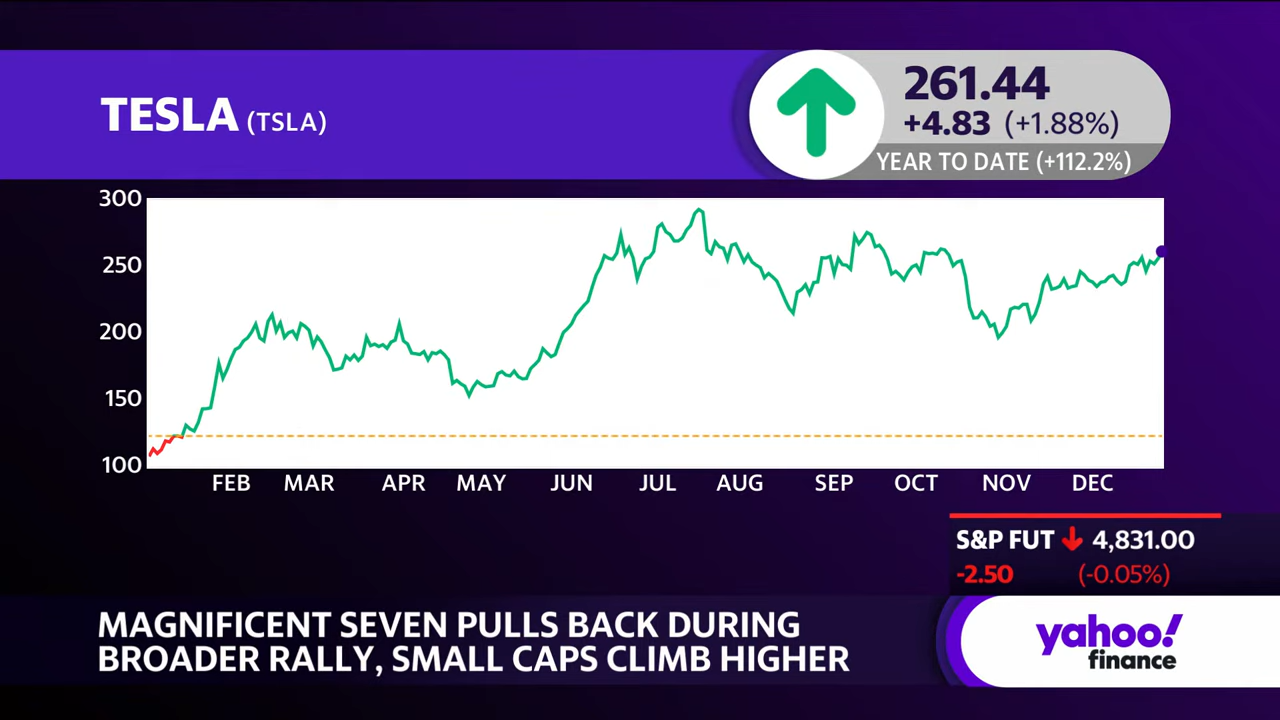 TESLA (TSLA)
261.44
+4.83 (+1.88%)
YEAR TO DATE (+112.2%)
300
250
200
150
100
FEB MAR APR MAY JUN JUL AUG SEP OCT NOV DEC
S&P FUT 4,831.00
-2.50 (-0.05%)
MAGNIFICENT SEVEN PULLS BACK DURING
BROADER RALLY, SMALL CAPS CLIMB HIGHER
yahoo!
finance